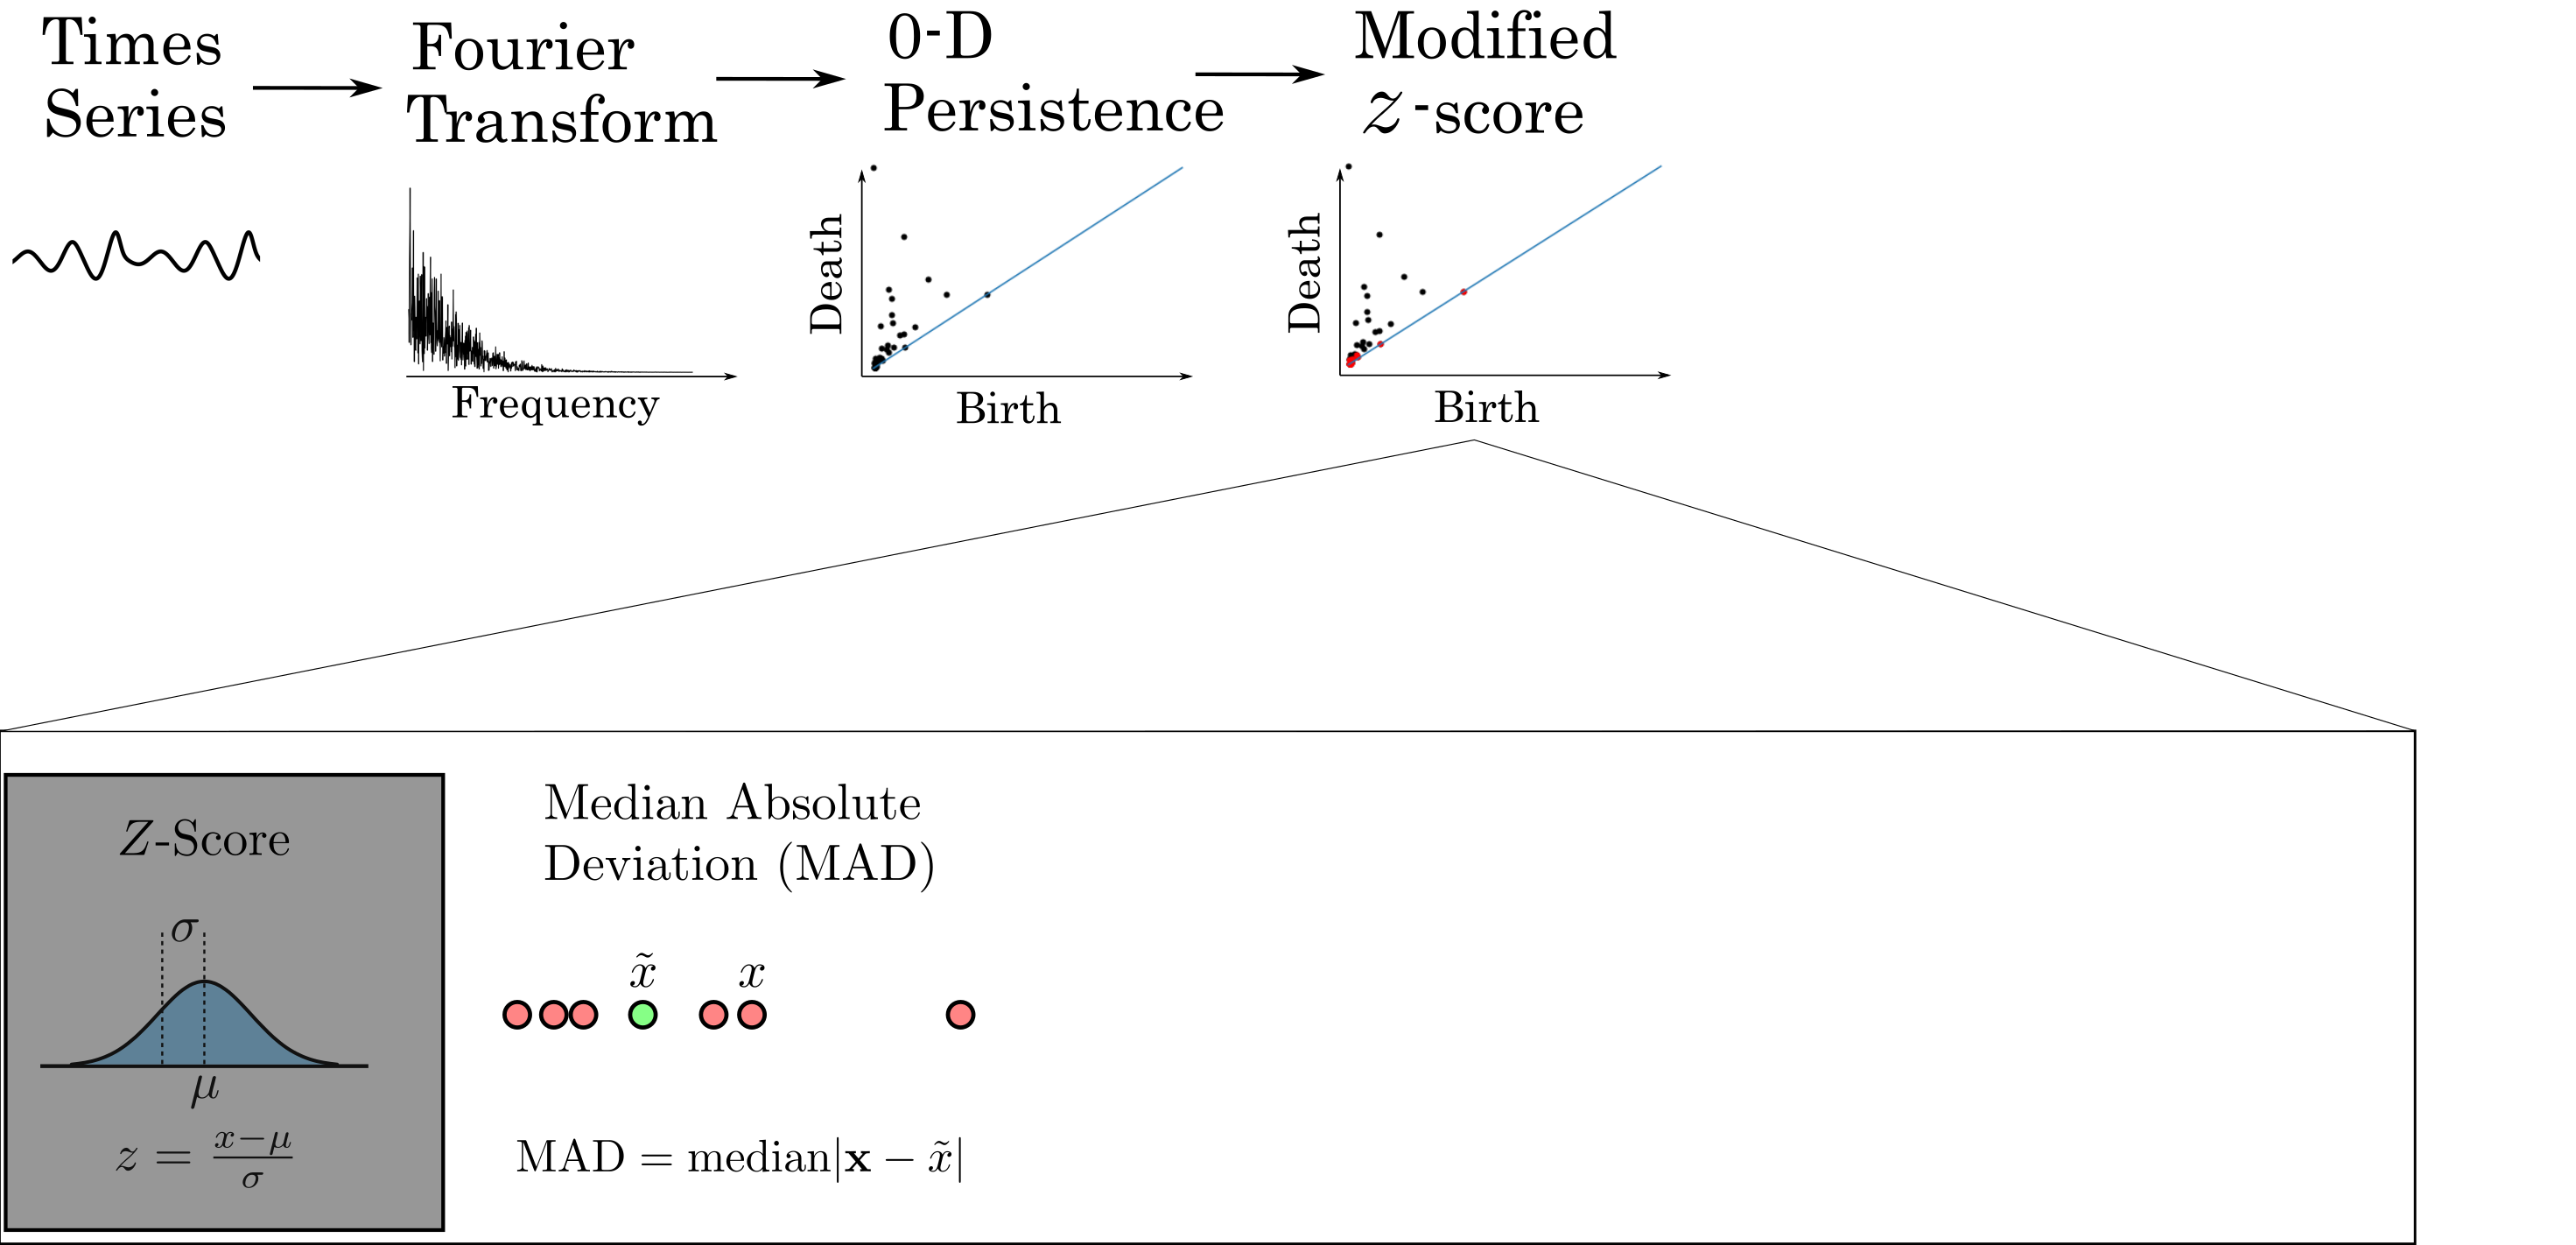 Times
Series
Fourier
Transform
0-D
Persistence
Modified
z-score
Frequency
Death
Birth
Death
Birth
Z-Score
σ
μ
z = \frac{x-μ}{σ}
Median Absolute
Deviation (MAD)
x̃ x
MAD = median|𝐱 − x̃|